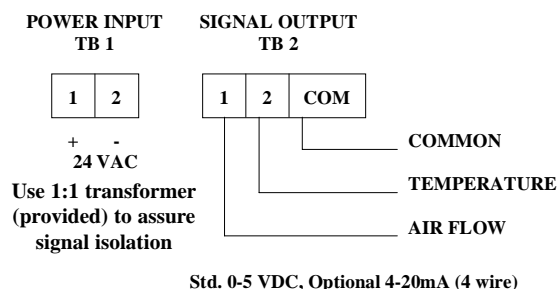 POWER INPUT
TB 1
1 2
+ -
24 VAC
Use 1:1 transformer
(provided) to assure
signal isolation
SIGNAL OUTPUT
TB 2
1 2 COM
COMMON
TEMPERATURE
AIR FLOW
Std. 0-5 VDC, Optional 4-20mA (4 wire)